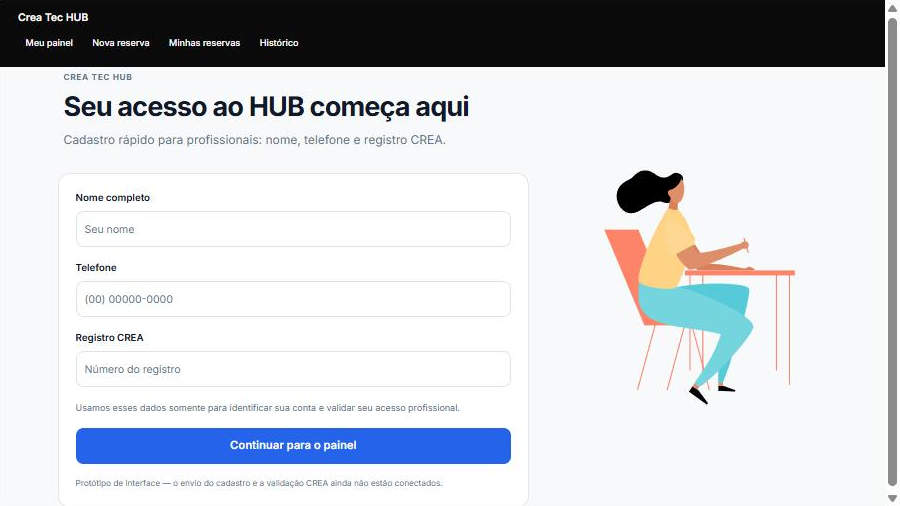 Crea Tec HUB
Meu painel Nova reserva Minhas reservas Histórico
CREA TEC HUB
Seu acesso ao HUB começa aqui
Cadastro rápido para profissionais: nome, telefone e registro CREA.
Nome completo
Seu nome
Telefone
(00) 00000-0000
Registro CREA
Número do registro
Usamos esses dados somente para identificar sua conta e validar seu acesso profissional.
Continuar para o painel
Protótipo de interface — o envio do cadastro e a validação CREA ainda não estão conectados.